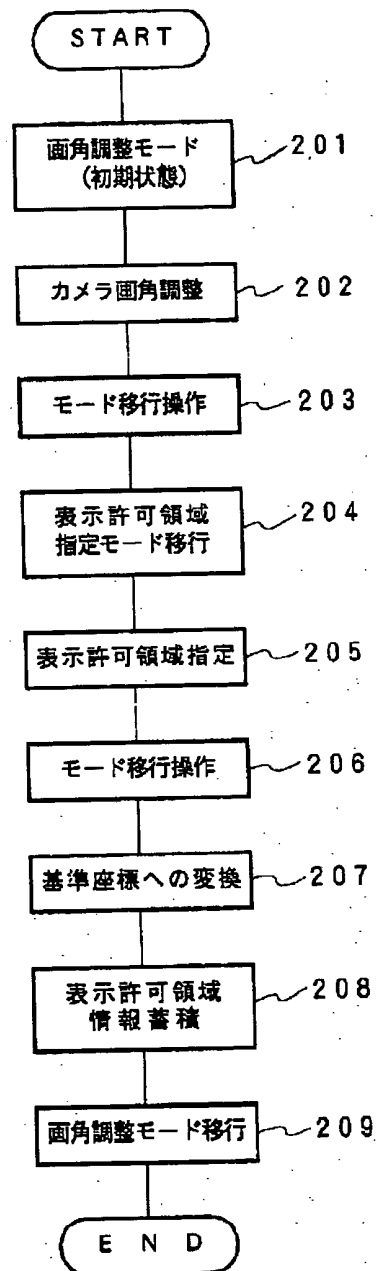 START
画角調整モード
(初期状態)
201
カメラ画角調整
202
モード移行操作
203
表示許可領域
指定モード移行
204
表示許可領域指定
205
モード移行操作
206
基準座標への変換
207
表示許可領域
情報蓄積
208
画角調整モード移行
209
END